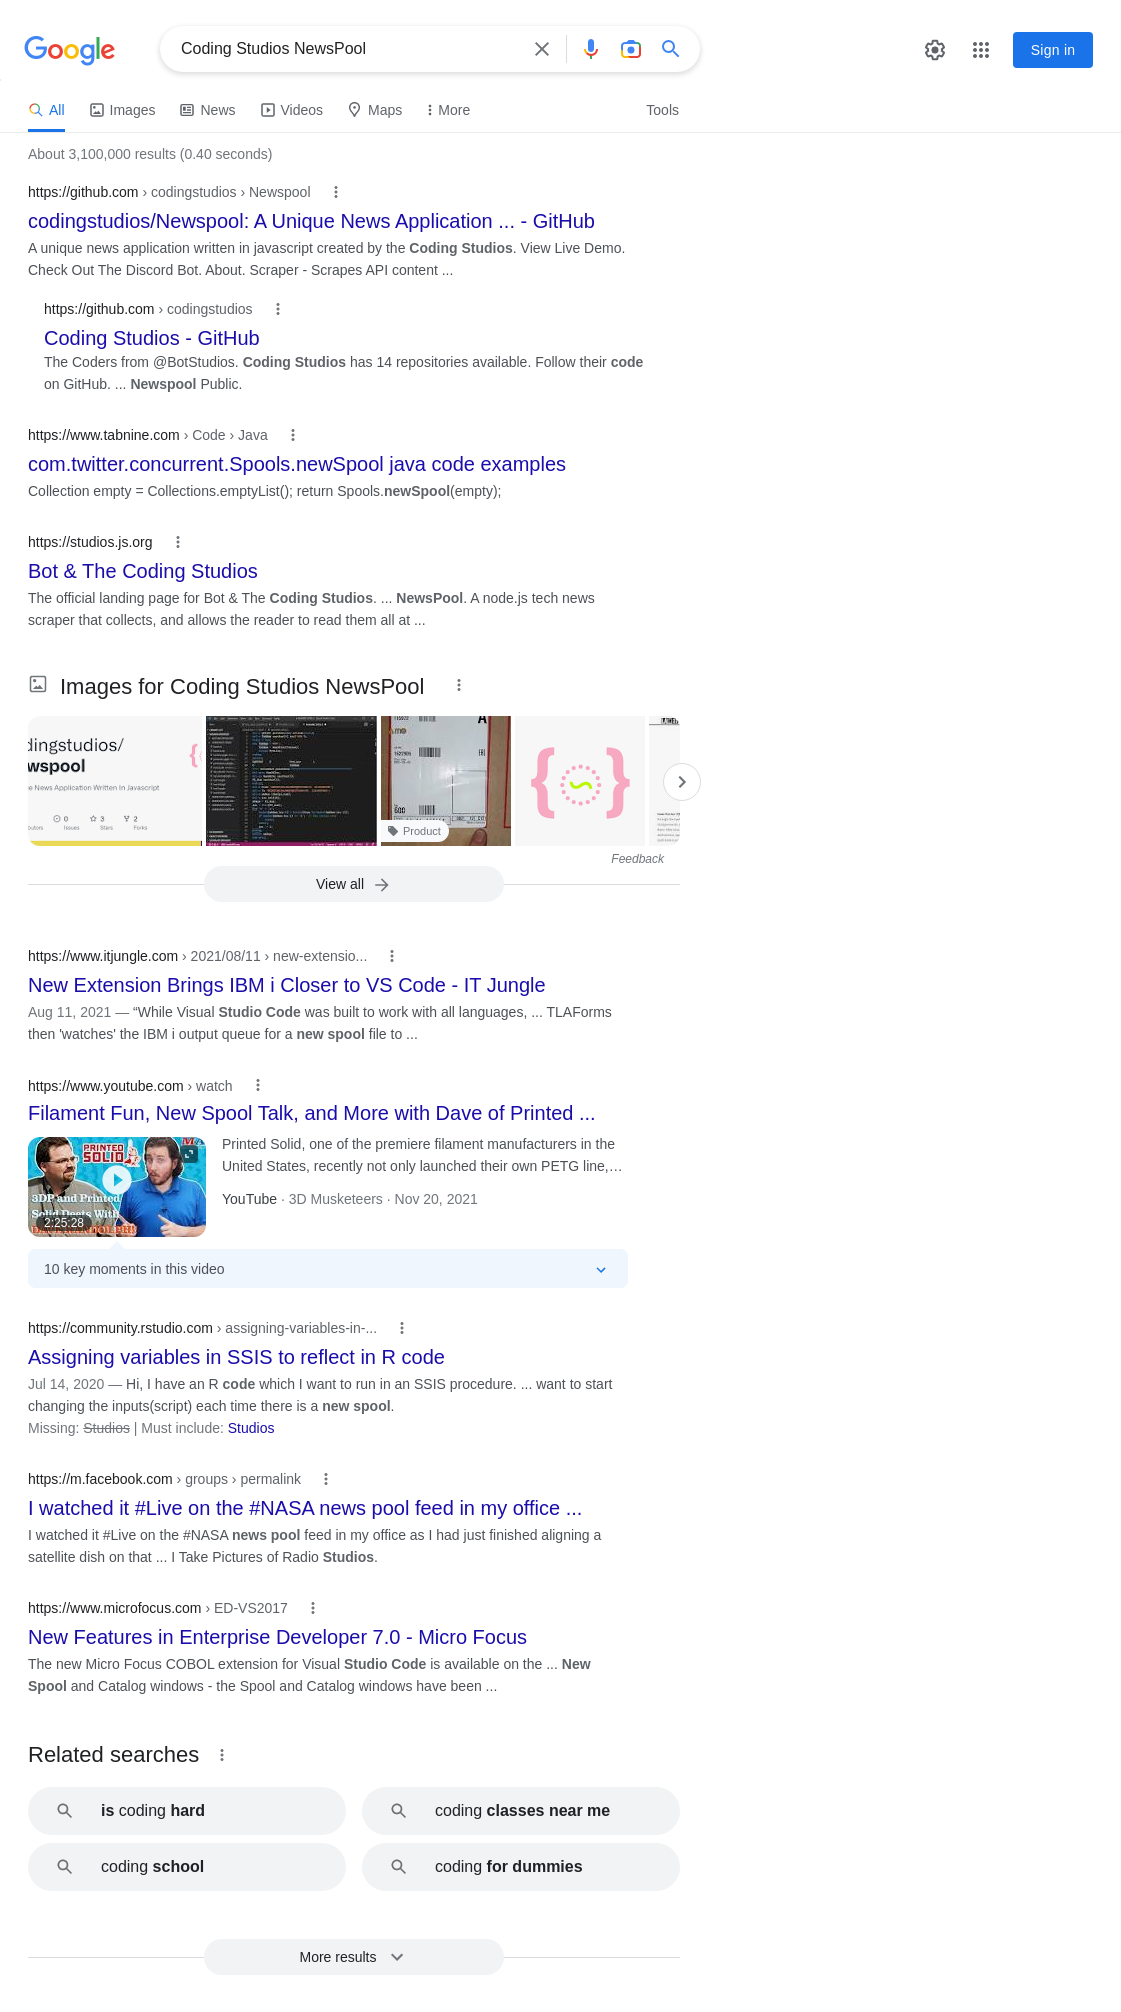 Google
Coding Studios NewsPool
Sign in
All
Images
News
Videos
Maps
More
Tools
About 3,100,000 results (0.40 seconds)
https://github.com › codingstudios › Newspool
codingstudios/Newspool: A Unique News Application ... - GitHub
A unique news application written in javascript created by the Coding Studios. View Live Demo.
Check Out The Discord Bot. About. Scraper - Scrapes API content ...
https://github.com › codingstudios
Coding Studios - GitHub
The Coders from @BotStudios. Coding Studios has 14 repositories available. Follow their code
on GitHub. ... Newspool Public.
https://www.tabnine.com › Code › Java
com.twitter.concurrent.Spools.newSpool java code examples
Collection empty = Collections.emptyList(); return Spools.newSpool(empty);
https://studios.js.org
Bot & The Coding Studios
The official landing page for Bot & The Coding Studios. ... NewsPool. A node.js tech news
scraper that collects, and allows the reader to read them all at ...
Images for Coding Studios NewsPool
dingstudios/
wspool
e News Application Written In Javascript
0
3
2
Issues
Stars
Forks
Product
Feedback
View all
https://www.itjungle.com › 2021/08/11 › new-extensio...
New Extension Brings IBM i Closer to VS Code - IT Jungle
Aug 11, 2021 — “While Visual Studio Code was built to work with all languages, ... TLAForms
then 'watches' the IBM i output queue for a new spool file to ...
https://www.youtube.com › watch
Filament Fun, New Spool Talk, and More with Dave of Printed ...
PRINTED
SOLID
3DP and Printed
Solid Deets With
2:25:28
Printed Solid, one of the premiere filament manufacturers in the
United States, recently not only launched their own PETG line,…
YouTube · 3D Musketeers · Nov 20, 2021
10 key moments in this video
https://community.rstudio.com › assigning-variables-in-...
Assigning variables in SSIS to reflect in R code
Jul 14, 2020 — Hi, I have an R code which I want to run in an SSIS procedure. ... want to start
changing the inputs(script) each time there is a new spool.
Missing: Studios | Must include: Studios
https://m.facebook.com › groups › permalink
I watched it #Live on the #NASA news pool feed in my office ...
I watched it #Live on the #NASA news pool feed in my office as I had just finished aligning a
satellite dish on that ... I Take Pictures of Radio Studios.
https://www.microfocus.com › ED-VS2017
New Features in Enterprise Developer 7.0 - Micro Focus
The new Micro Focus COBOL extension for Visual Studio Code is available on the ... New
Spool and Catalog windows - the Spool and Catalog windows have been ...
Related searches
is coding hard
coding classes near me
coding school
coding for dummies
More results